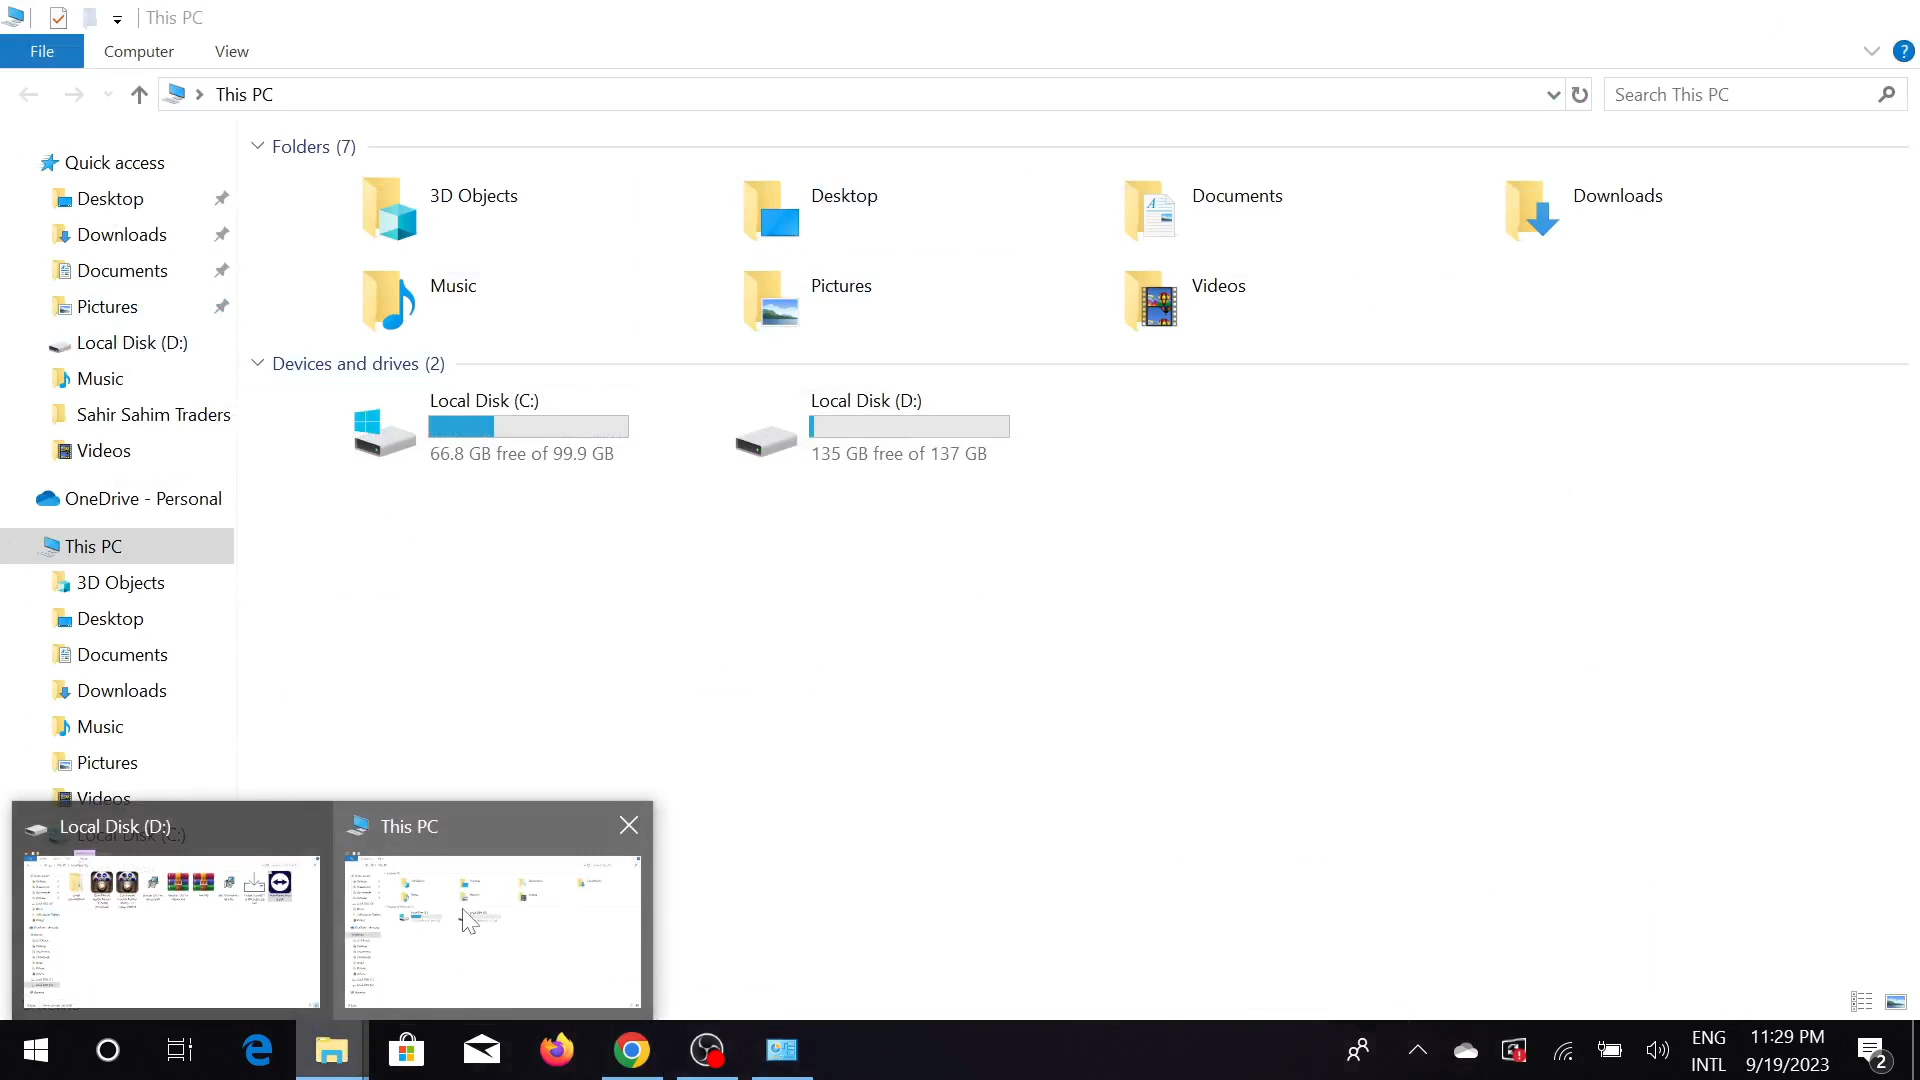 This PC
File
Computer
View
?
This PC
Search This PC
Quick access
Desktop
Downloads
Documents
Pictures
Local Disk (D:)
Music
Sahir Sahim Traders
Videos
OneDrive - Personal
This PC
3D Objects
Desktop
Documents
Downloads
Music
Pictures
Videos
Local Disk (C:)
Folders (7)
3D Objects
Desktop
Documents
Downloads
Music
Pictures
Videos
Devices and drives (2)
Local Disk (C:)
66.8 GB free of 99.9 GB
Local Disk (D:)
135 GB free of 137 GB
Local Disk (D:)
This PC
ENG
INTL
11:29 PM
9/19/2023
2